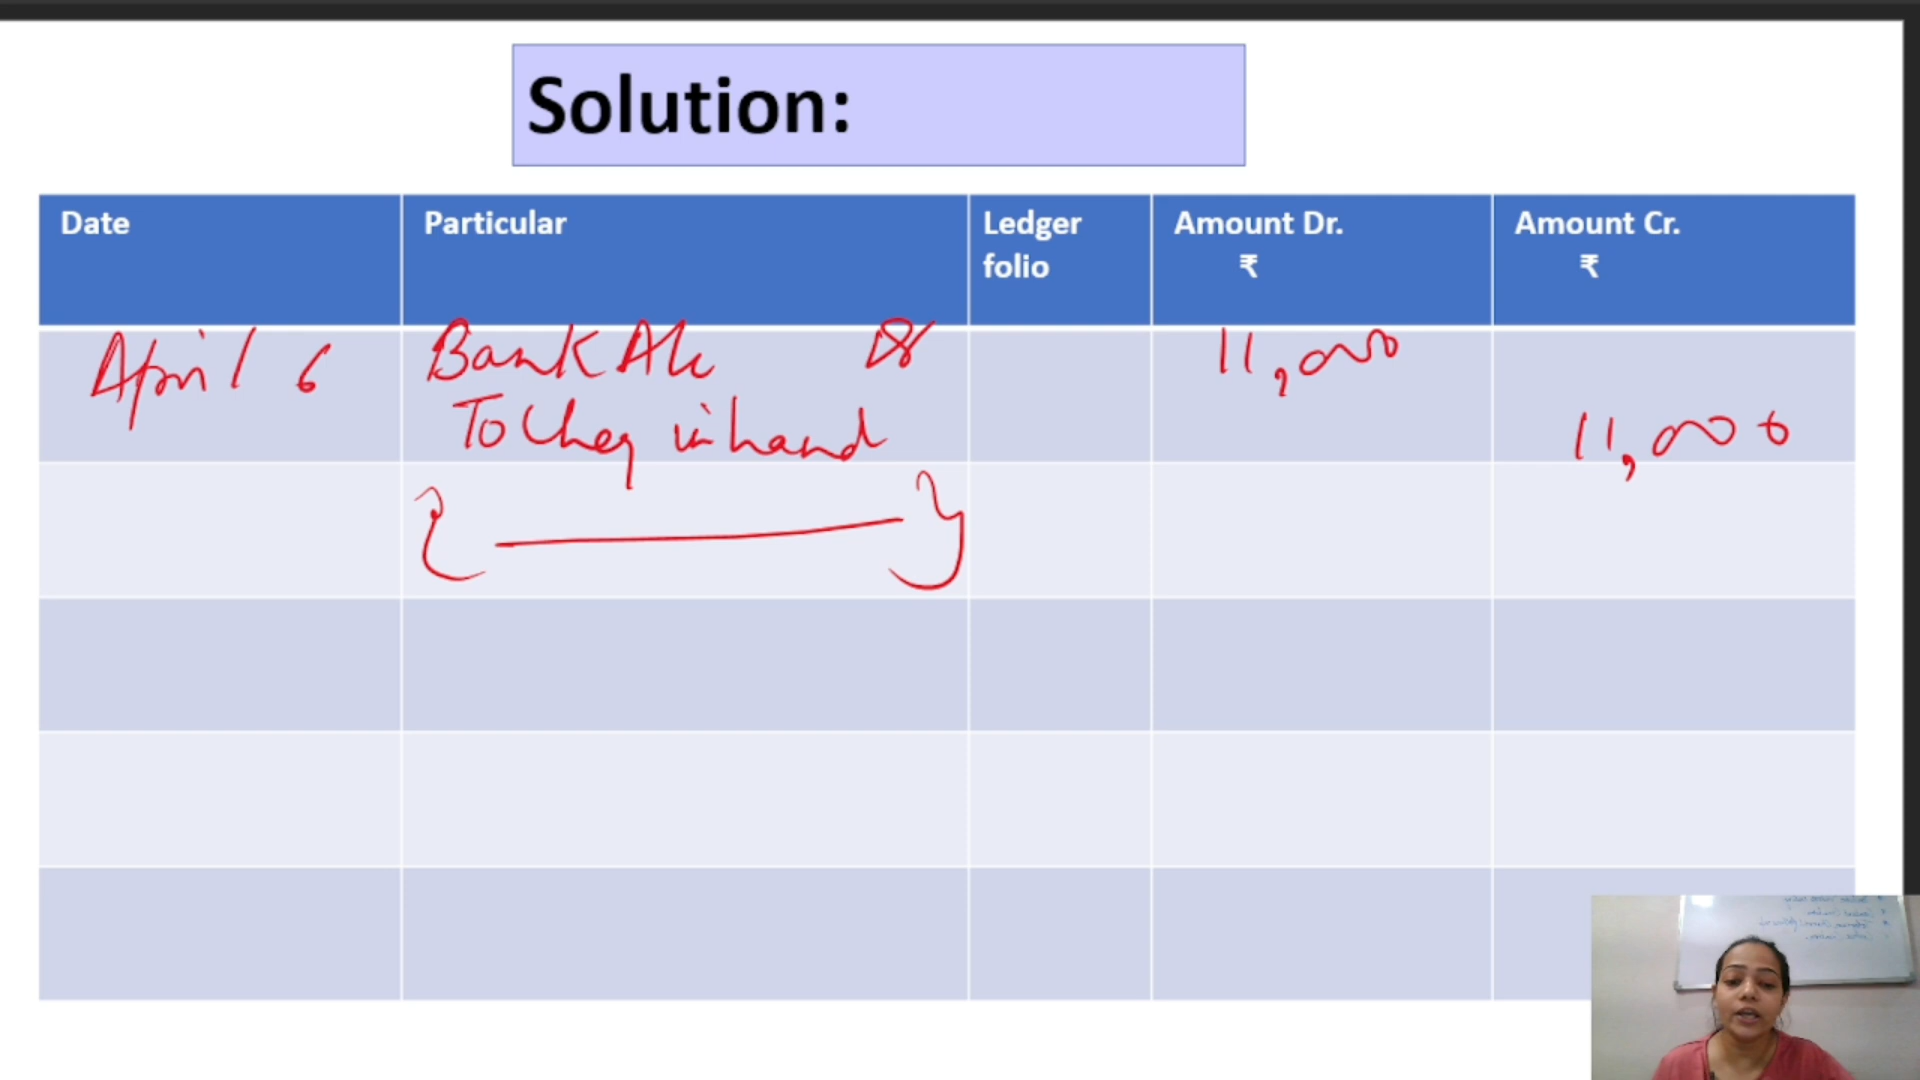 Solution:
Date Particular Ledger folio Amount Dr. ₹ Amount Cr. ₹
April 6 Bank A/c Dr 11,000
To Cheq in hand 11,000